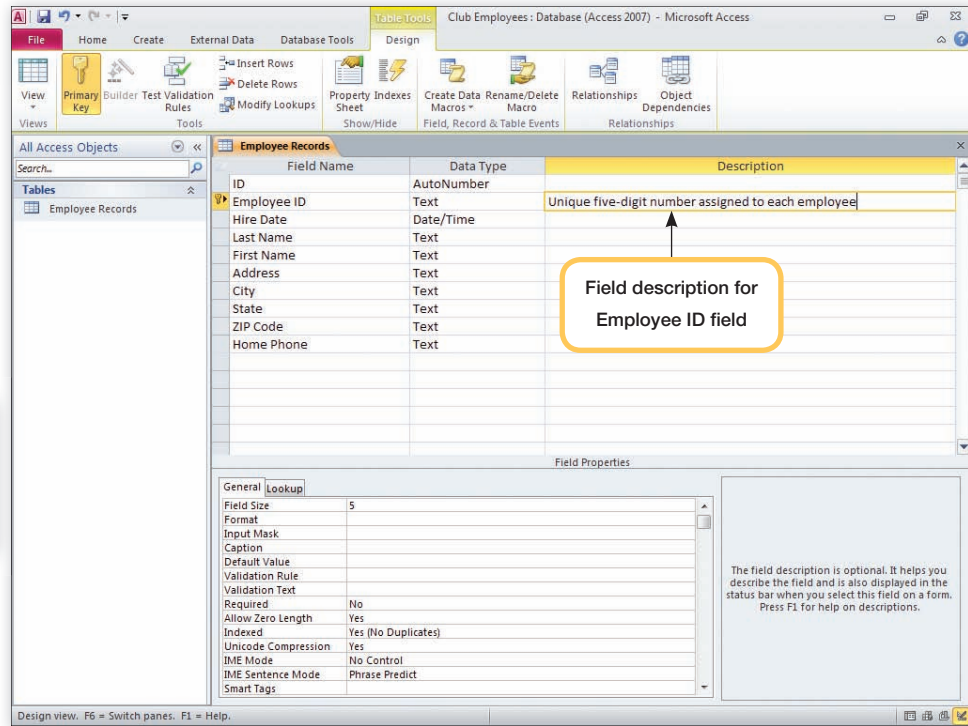 A
Table Tools
Club Employees : Database (Access 2007) - Microsoft Access
File Home Create External Data Database Tools Design
View
Views
Primary Key
Builder
Test Validation Rules
Insert Rows
Delete Rows
Modify Lookups
Tools
Property Sheet
Indexes
Show/Hide
Create Data Macros
Rename/Delete Macro
Field, Record & Table Events
Relationships
Object Dependencies
Relationships
All Access Objects
Search...
Tables
Employee Records
Employee Records
Field Name Data Type Description
ID AutoNumber
Employee ID Text Unique five-digit number assigned to each employee
Hire Date Date/Time
Last Name Text
First Name Text
Address Text
City Text
State Text
ZIP Code Text
Home Phone Text
Field description for
Employee ID field
Field Properties
General Lookup
Field Size 5
Format
Input Mask
Caption
Default Value
Validation Rule
Validation Text
Required No
Allow Zero Length Yes
Indexed Yes (No Duplicates)
Unicode Compression Yes
IME Mode No Control
IME Sentence Mode Phrase Predict
Smart Tags
The field description is optional. It helps you
describe the field and is also displayed in the
status bar when you select this field on a form.
Press F1 for help on descriptions.
Design view. F6 = Switch panes. F1 = Help.